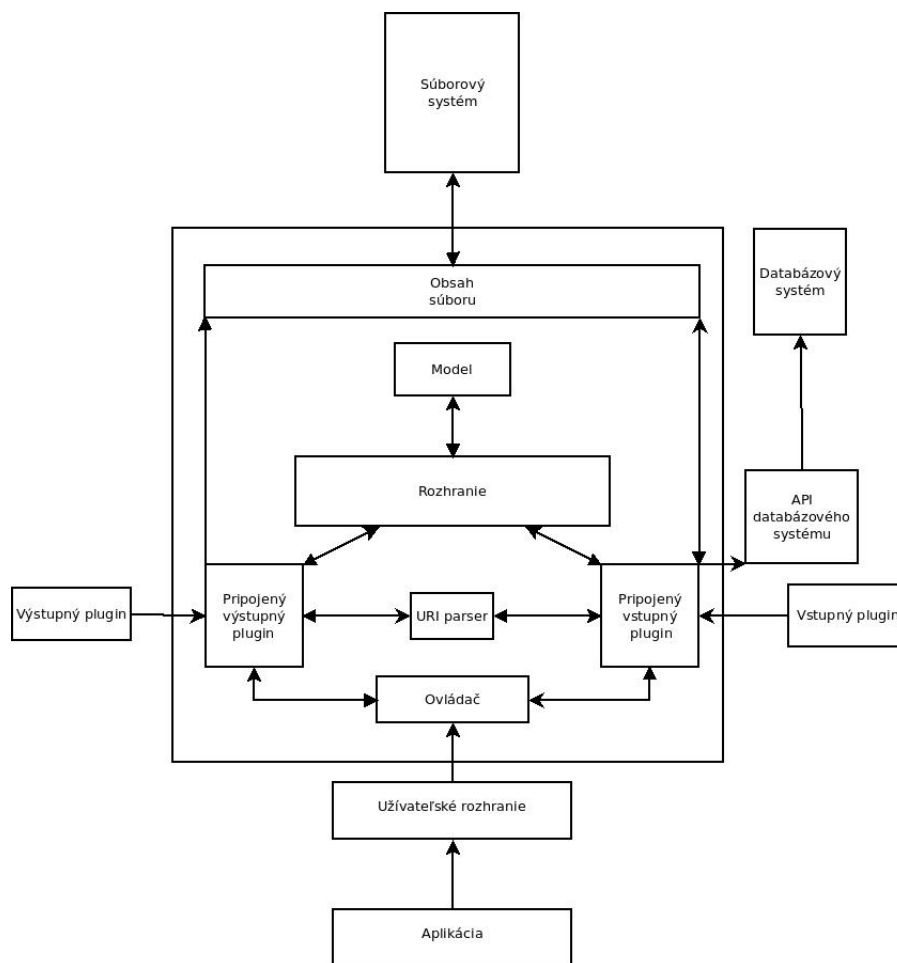 Súborový
systém
Obsah
súboru
Databázový
systém
Model
Rozhranie
API
databázového
systému
Výstupný plugin
Pripojený
výstupný
plugin
URI parser
Pripojený
vstupný
plugin
Vstupný plugin
Ovládač
Užívateľské rozhranie
Aplikácia